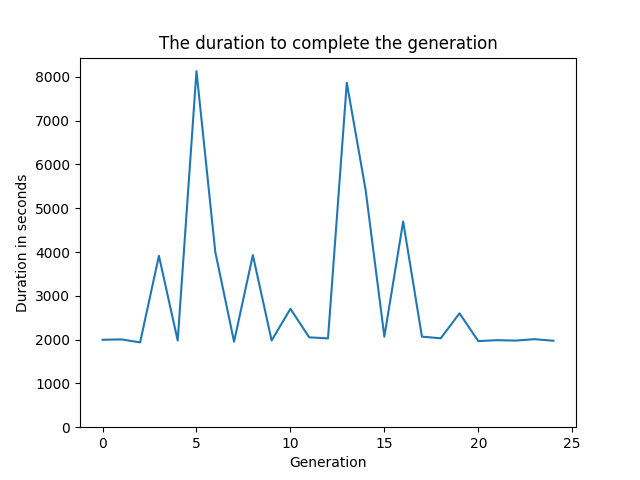 The duration to complete the generation
8000
7000
6000
5000
4000
3000
2000
1000
0
Duration in seconds
0 5 10 15 20 25
Generation